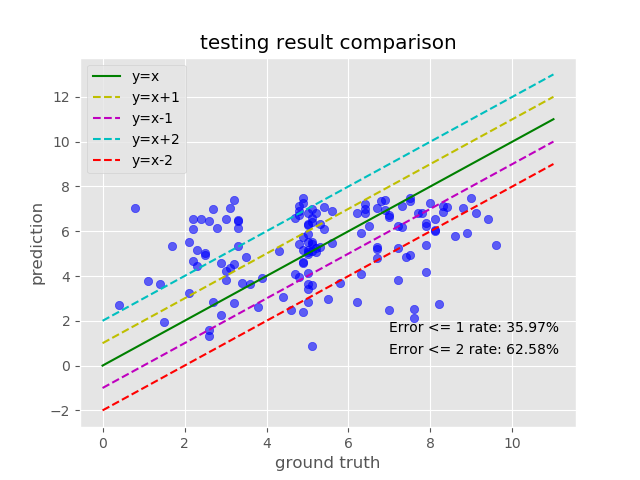 testing result comparison
y=x
y=x+1
y=x-1
y=x+2
y=x-2
12
10
8
6
4
2
0
−2
prediction
Error <= 1 rate: 35.97%
Error <= 2 rate: 62.58%
0 2 4 6 8 10
ground truth